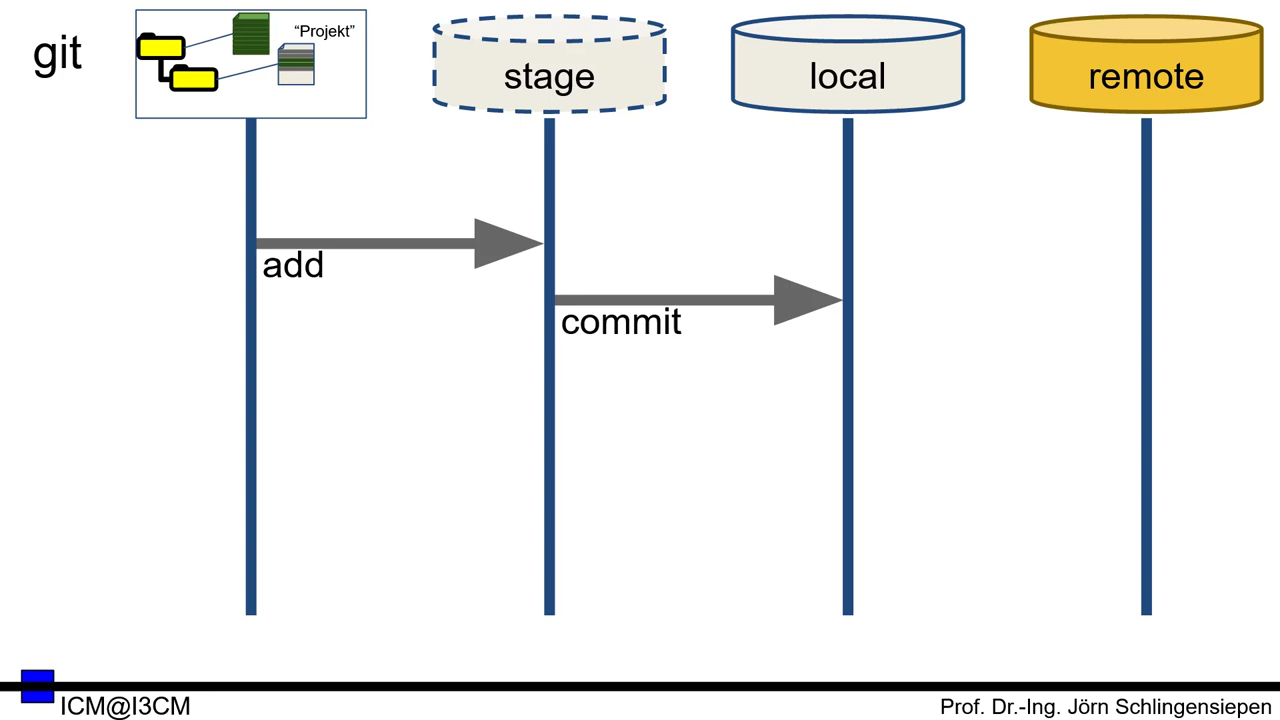 git
“Projekt”
stage
local
remote
add
commit
ICM@I3CM
Prof. Dr.-Ing. Jörn Schlingensiepen